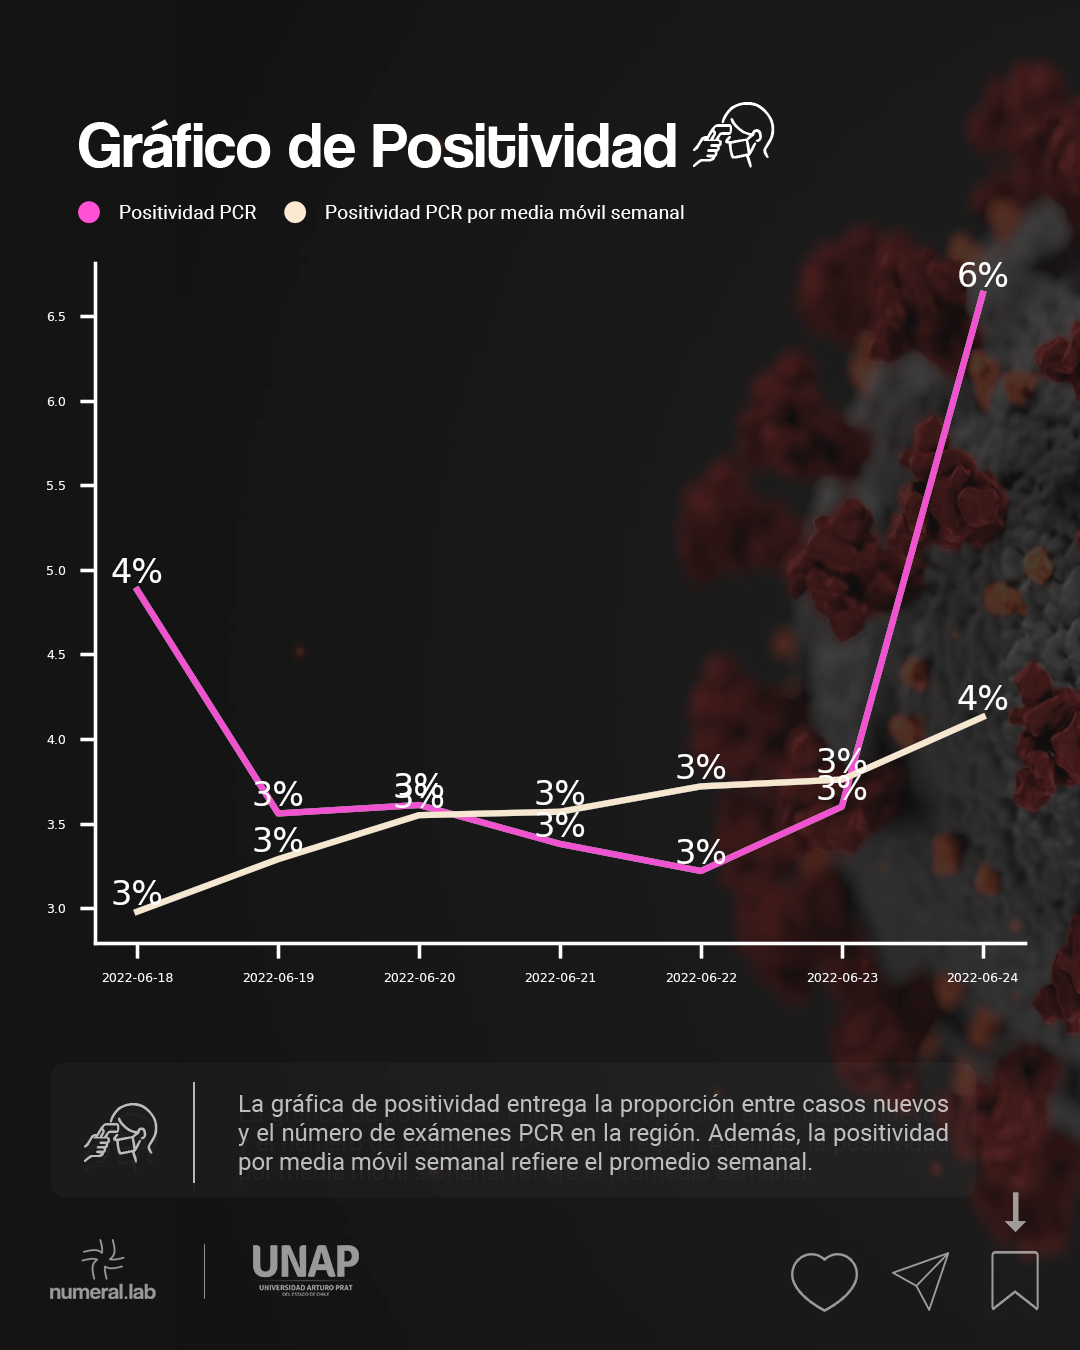 Gráfico de Positividad
Positividad PCR
Positividad PCR por media móvil semanal
6%
6.5
6.0
5.5
5.0
4%
4.5
4.0
4%
3%
3%
3%
3%
3%
3%
3%
3%
3%
3.5
3%
3%
3%
3.0
2022-06-18 2022-06-19 2022-06-20 2022-06-21 2022-06-22 2022-06-23 2022-06-24
La gráfica de positividad entrega la proporción entre casos nuevos
y el número de exámenes PCR en la región. Además, la positividad
por media móvil semanal refiere el promedio semanal.
numeral.lab
UNAP
UNIVERSIDAD ARTURO PRAT
DEL ESTADO DE CHILE